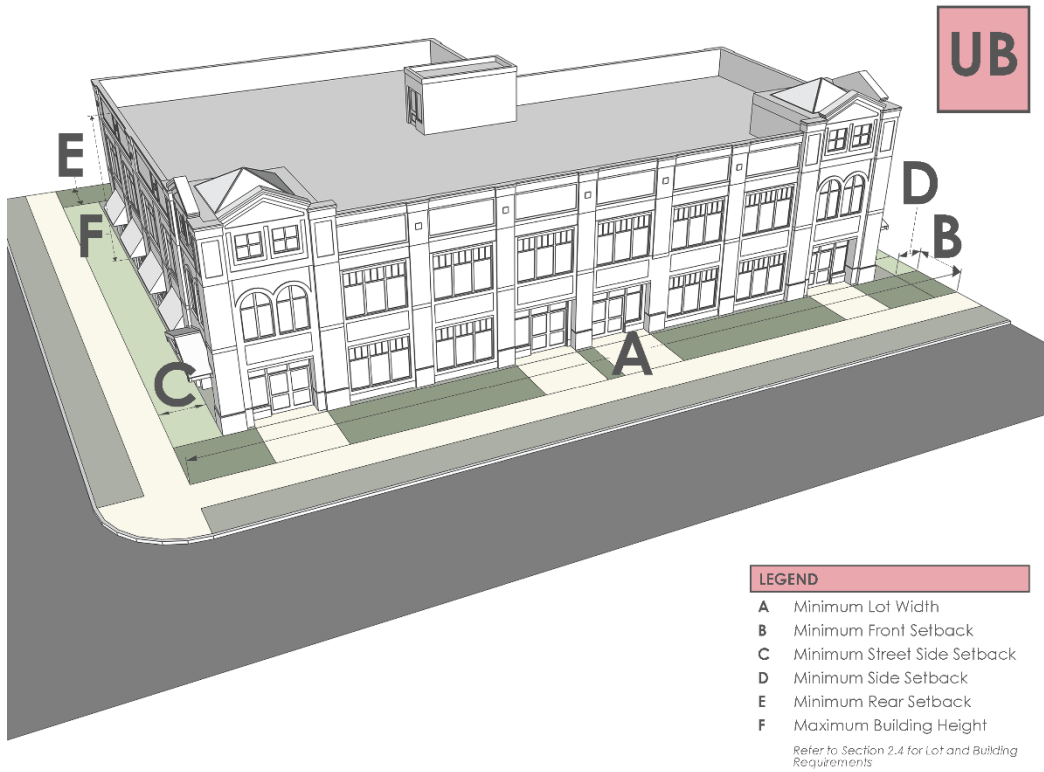 UB
E
D
F
B
A
C
LEGEND
A Minimum Lot Width
B Minimum Front Setback
C Minimum Street Side Setback
D Minimum Side Setback
E Minimum Rear Setback
F Maximum Building Height
Refer to Section 2.4 for Lot and Building
Requirements